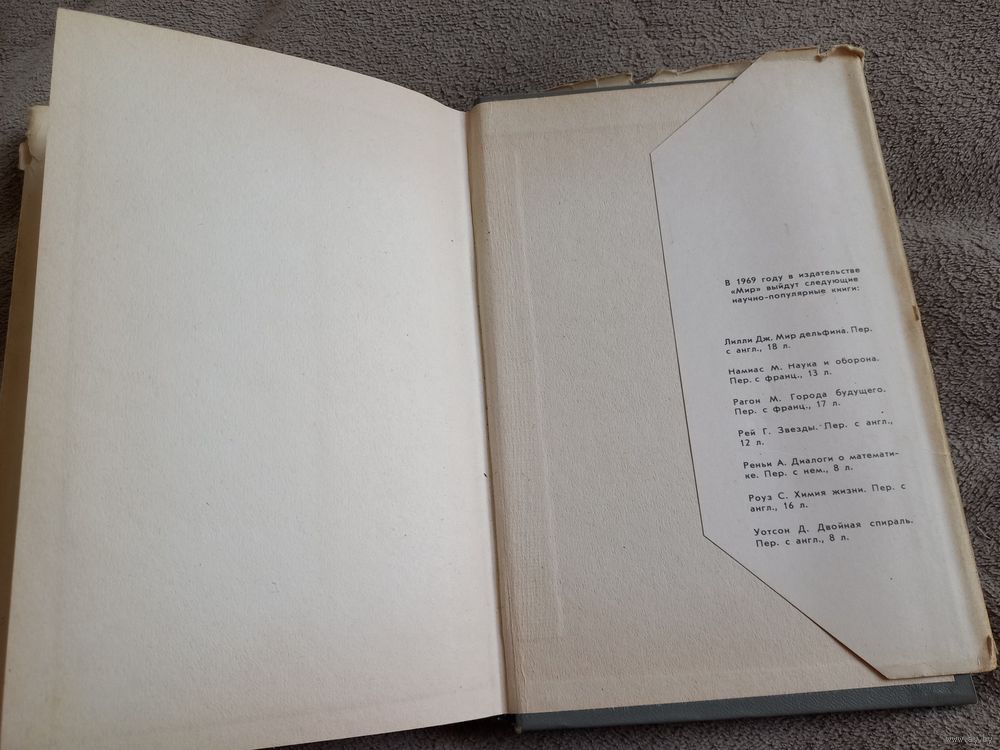 В 1969 году в издательстве
«Мир» выйдут следующие
научно-популярные книги:
Лилли Дж. Мир дельфина. Пер.
с англ., 18 л.
Намиас М. Наука и оборона.
Пер. с франц., 13 л.
Рагон М. Города будущего.
Пер. с франц., 17 л.
Рей Г. Звезды. Пер. с англ.,
12 л.
Реньи А. Диалоги о математи-
ке. Пер. с нем., 8 л.
Роуз С. Химия жизни. Пер. с
англ., 16 л.
Уотсон Д. Двойная спираль.
Пер. с англ., 8 л.